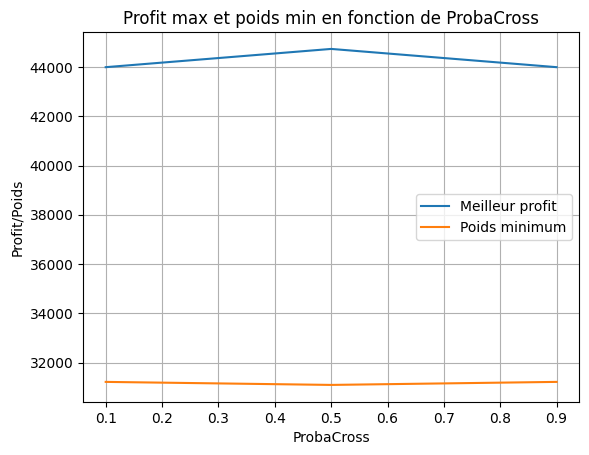 Profit max et poids min en fonction de ProbaCross
Profit/Poids
44000
42000
40000
38000
36000
34000
32000
Meilleur profit
Poids minimum
0.1 0.2 0.3 0.4 0.5 0.6 0.7 0.8 0.9
ProbaCross